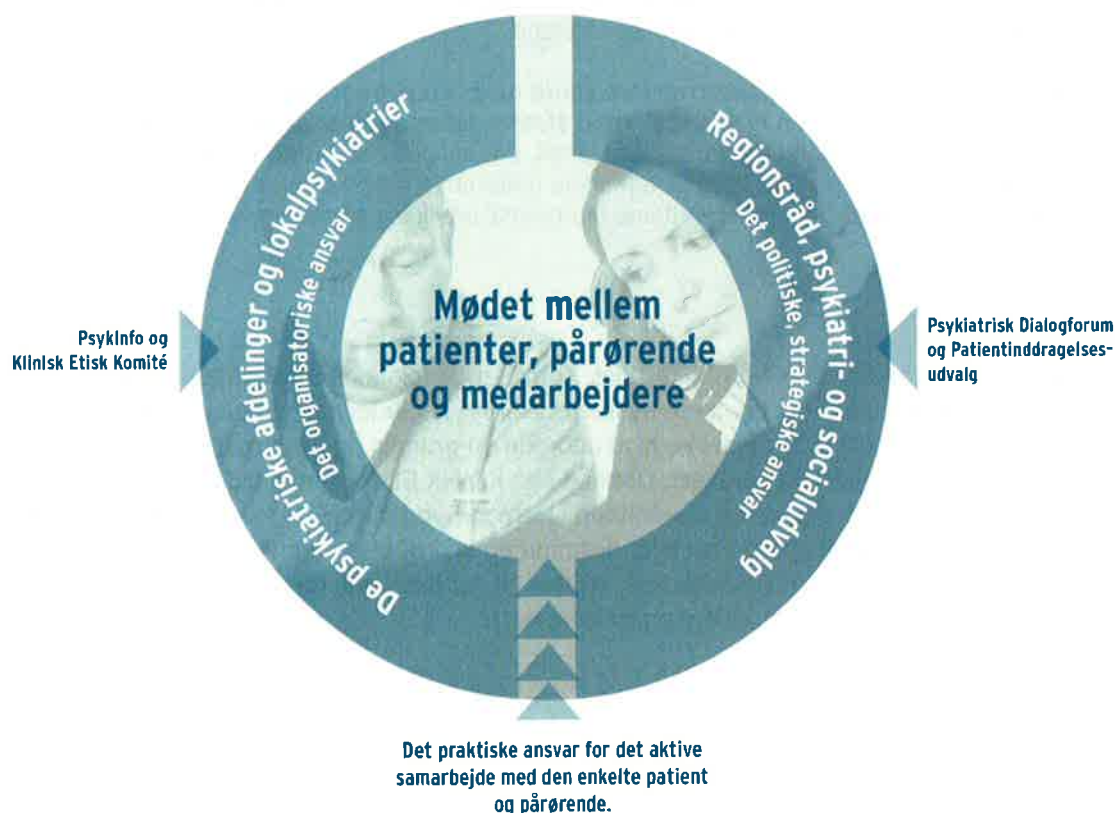 De psykiatriske afdelinger og lokalpsykiatrier
Det organisatoriske ansvar
Regionsråd, psykiatri- og socialudvalg
Det politiske, strategiske ansvar
Mødet mellem
patienter, pårørende
og medarbejdere
PsykInfo og
Klinisk Etisk Komité
Psykiatrisk Dialogforum
og Patientinddragelses-
udvalg
Det praktiske ansvar for det aktive
samarbejde med den enkelte patient
og pårørende.